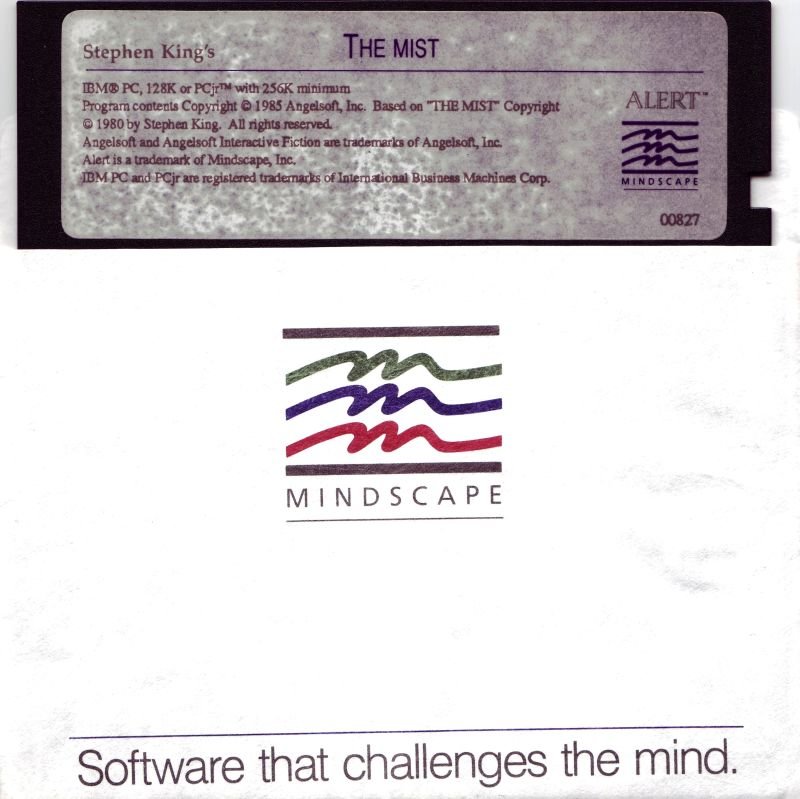 Stephen King's
THE MIST
IBM® PC, 128K or PCjr™ with 256K minimum
Program contents Copyright © 1985 Angelsoft, Inc. Based on "THE MIST" Copyright
© 1980 by Stephen King. All rights reserved.
Angelsoft and Angelsoft Interactive Fiction are trademarks of Angelsoft, Inc.
Alert is a trademark of Mindscape, Inc.
IBM PC and PCjr are registered trademarks of International Business Machines Corp.
ALERT™
MINDSCAPE
00827
MINDSCAPE
Software that challenges the mind.